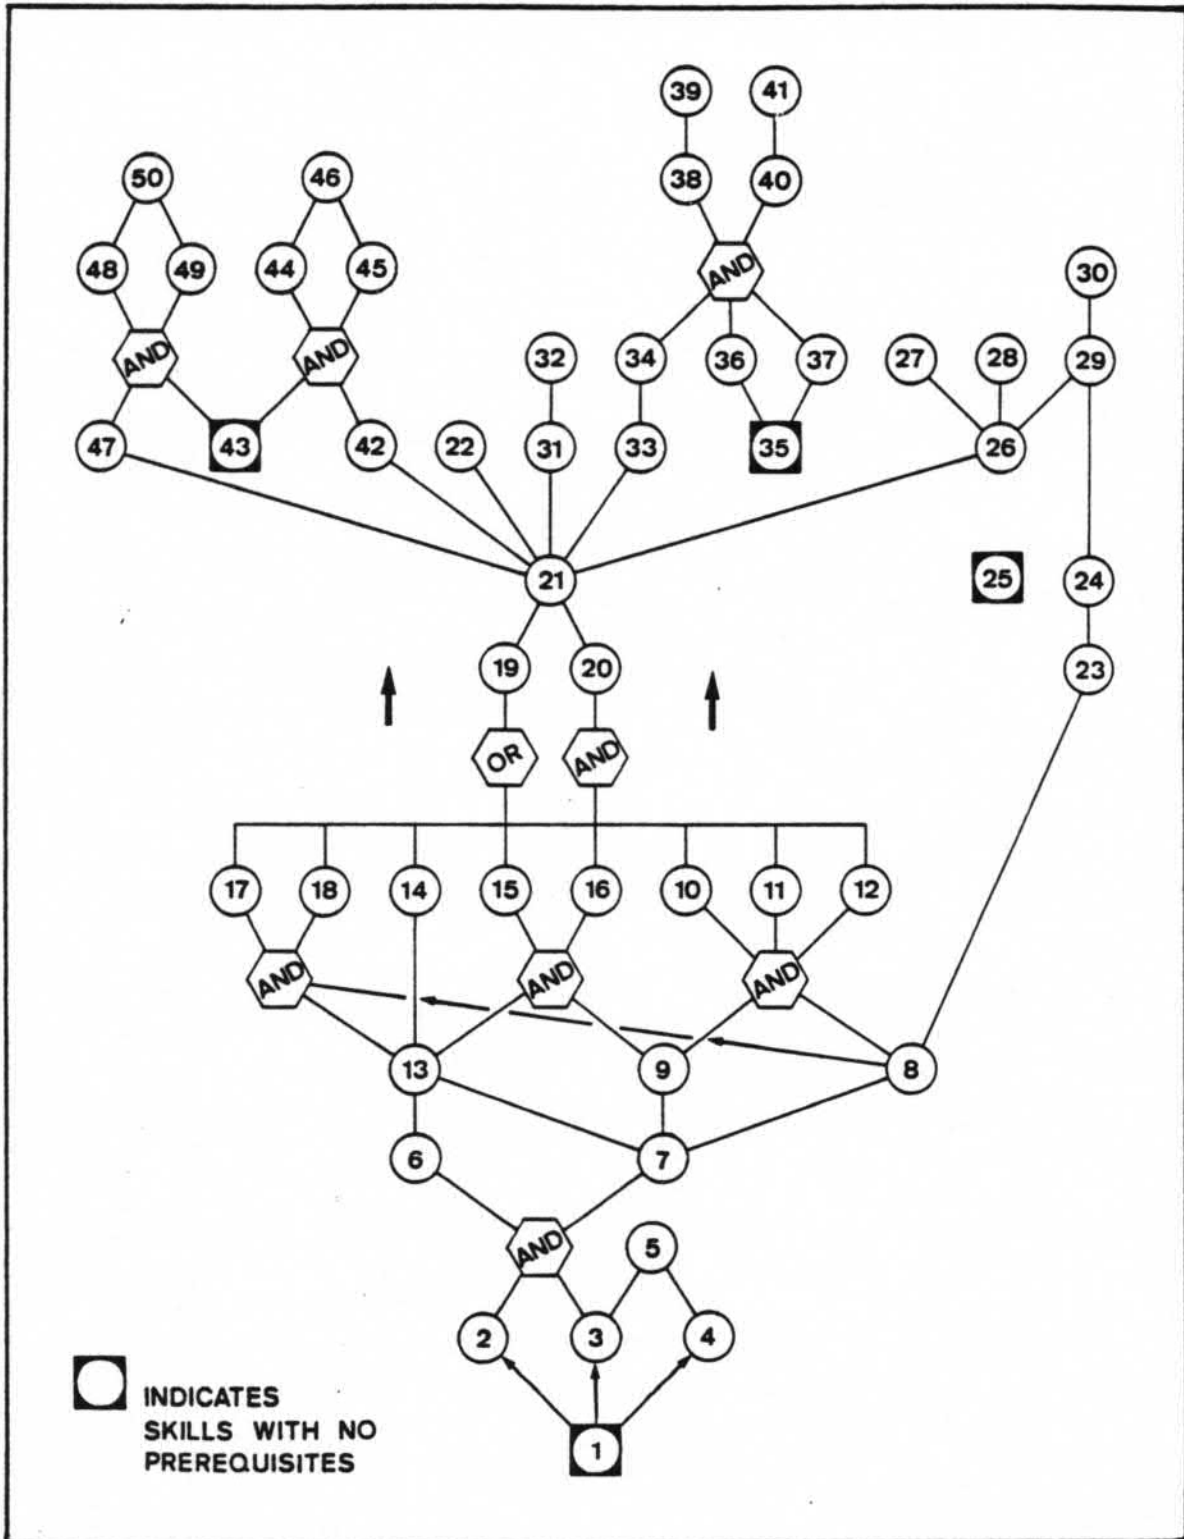 39 41
50 46 38 40
48 49 44 45 AND 30
AND AND 32 34 36 37 27 28 29
47 43 42 22 31 33 35 26
21 25 24
19 20 23
OR AND
17 18 14 15 16 10 11 12
AND AND AND
13 9 8
6 7
AND 5
2 3 4
INDICATES
SKILLS WITH NO
1
PREREQUISITES